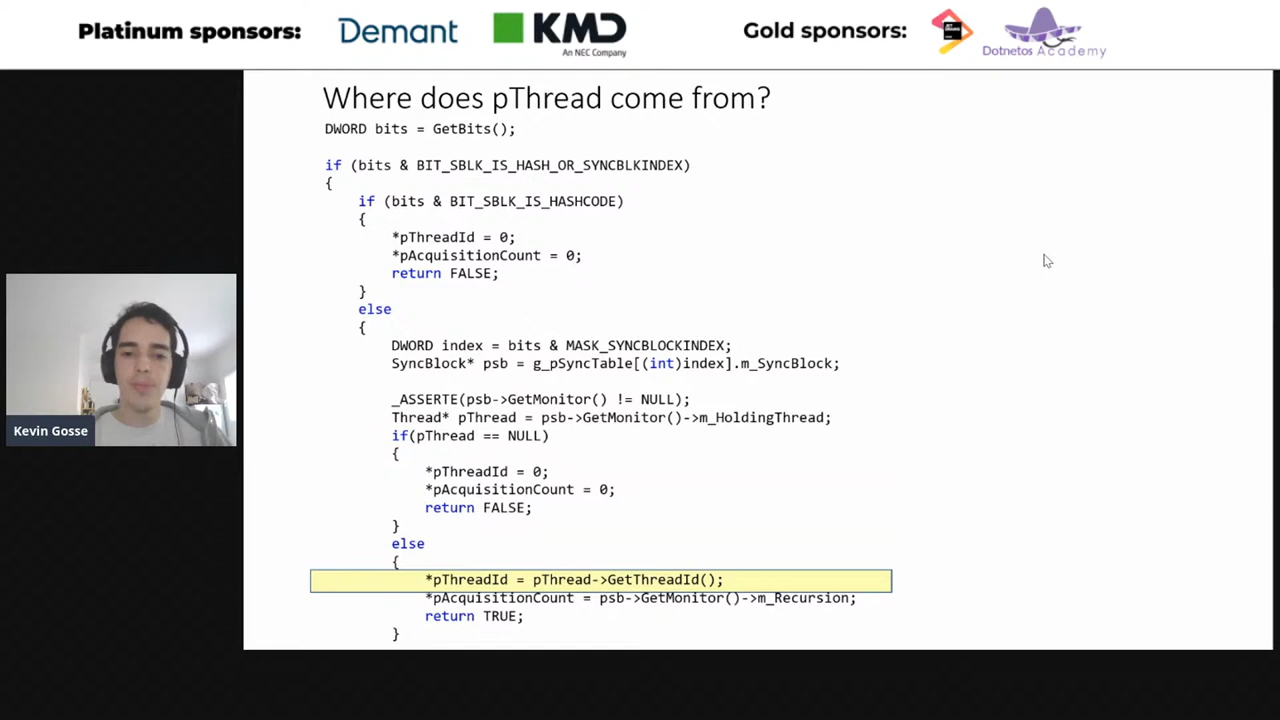 Platinum sponsors:
Demant
KMD
An NEC Company
Gold sponsors:
JET
BRAINS
Dotnetos
Academy
Where does pThread come from?
DWORD bits = GetBits();
if (bits & BIT_SBLK_IS_HASH_OR_SYNCBLKINDEX)
{
if (bits & BIT_SBLK_IS_HASHCODE)
{
*pThreadId = 0;
*pAcquisitionCount = 0;
return FALSE;
}
else
{
DWORD index = bits & MASK_SYNCBLOCKINDEX;
SyncBlock* psb = g_pSyncTable[(int)index].m_SyncBlock;
_ASSERTE(psb->GetMonitor() != NULL);
Thread* pThread = psb->GetMonitor()->m_HoldingThread;
if(pThread == NULL)
{
*pThreadId = 0;
*pAcquisitionCount = 0;
return FALSE;
}
else
{
*pThreadId = pThread->GetThreadId();
*pAcquisitionCount = psb->GetMonitor()->m_Recursion;
return TRUE;
}
Kevin Gosse